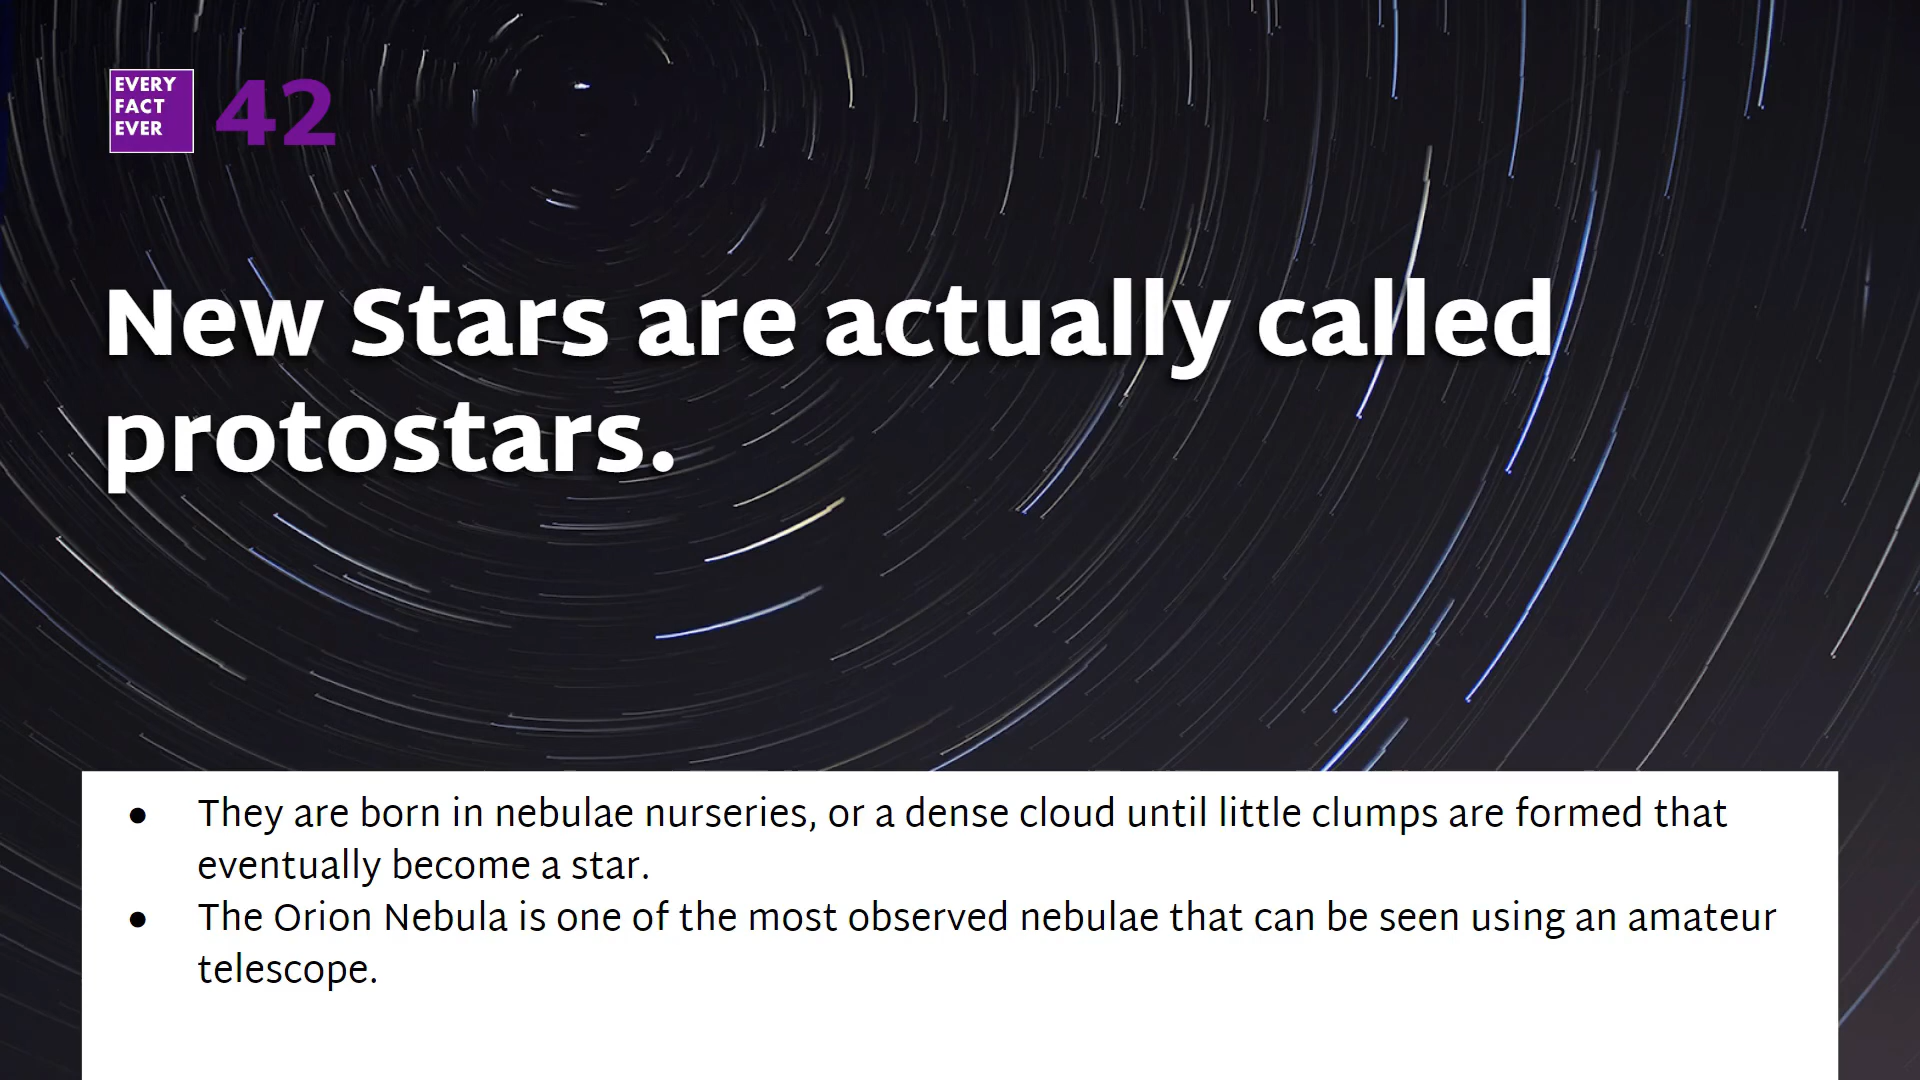 EVERY
FACT
EVER
42
New Stars are actually called
protostars.
● They are born in nebulae nurseries, or a dense cloud until little clumps are formed that
eventually become a star.
● The Orion Nebula is one of the most observed nebulae that can be seen using an amateur
telescope.